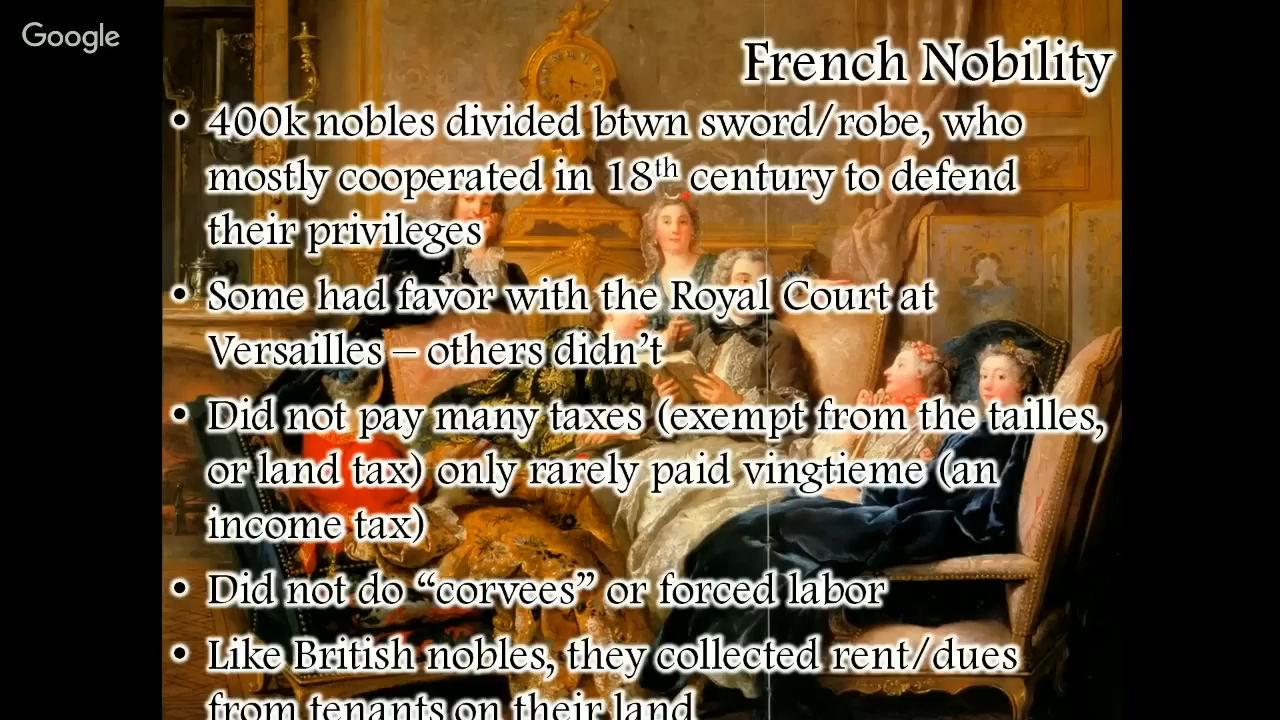 Google
French Nobility
• 400k nobles divided btwn sword/robe, who
mostly cooperated in 18th century to defend
their privileges
• Some had favor with the Royal Court at
Versailles – others didn’t
• Did not pay many taxes (exempt from the tailles,
or land tax) only rarely paid vingtieme (an
income tax)
• Did not do “corvees” or forced labor
• Like British nobles, they collected rent/dues
from tenants on their land